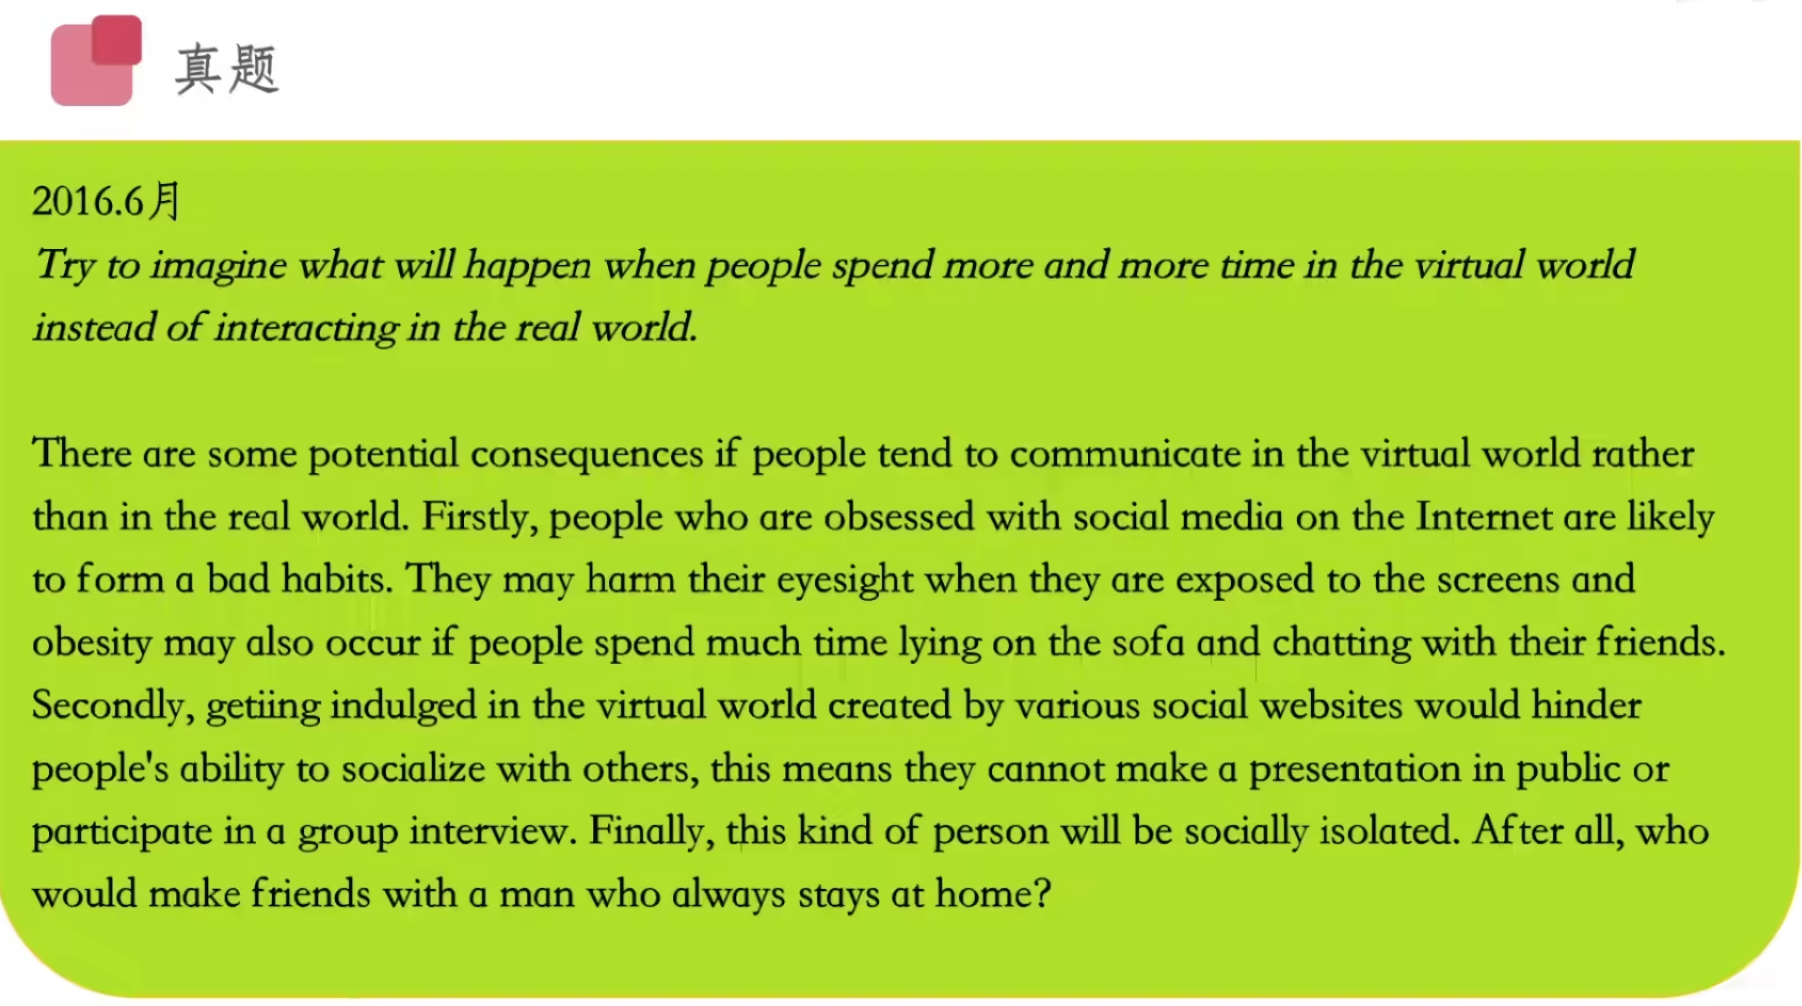 真题
2016.6月
Try to imagine what will happen when people spend more and more time in the virtual world
instead of interacting in the real world.
There are some potential consequences if people tend to communicate in the virtual world rather
than in the real world. Firstly, people who are obsessed with social media on the Internet are likely
to form a bad habits. They may harm their eyesight when they are exposed to the screens and
obesity may also occur if people spend much time lying on the sofa and chatting with their friends.
Secondly, getiing indulged in the virtual world created by various social websites would hinder
people's ability to socialize with others, this means they cannot make a presentation in public or
participate in a group interview. Finally, this kind of person will be socially isolated. After all, who
would make friends with a man who always stays at home?